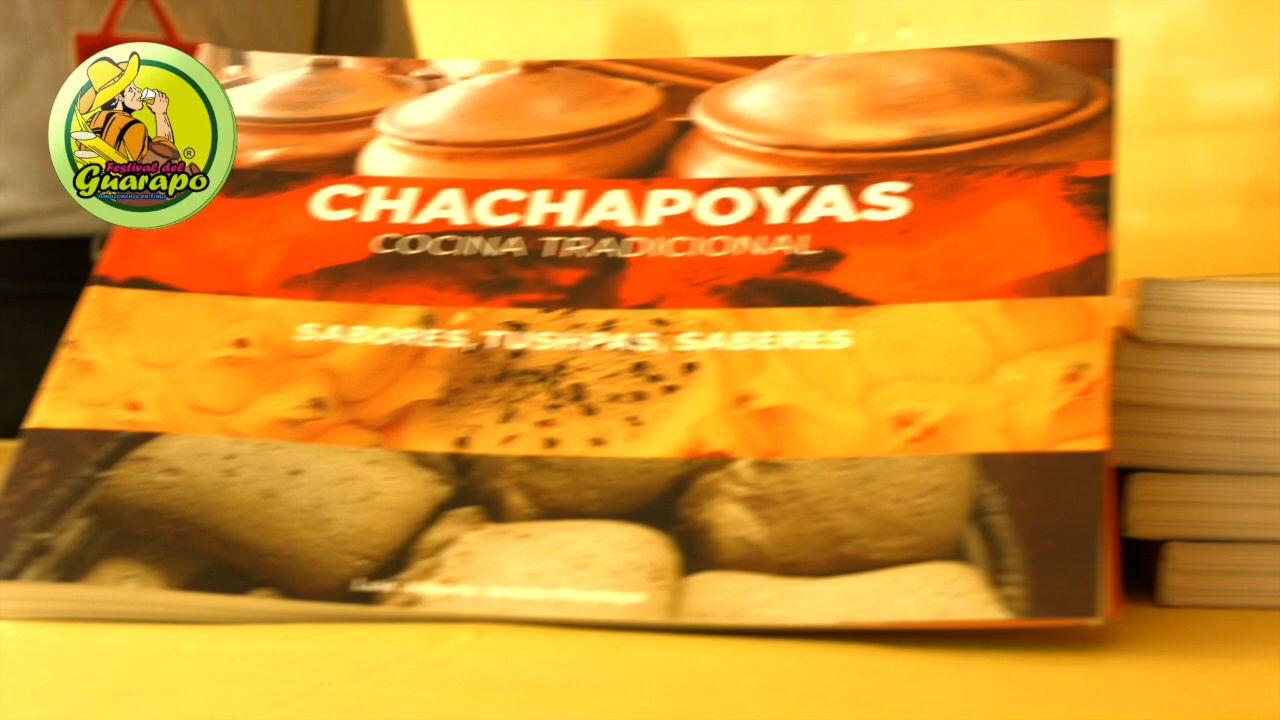 Festival del
Guarapo
®
CHACHAPOYAS
COCINA TRADICIONAL
SABORES, TUSHPAS, SABERES